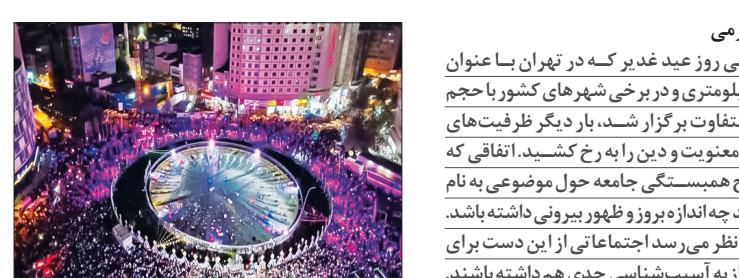 رمی
ی روز عید غدیر کـه در تهران بـا عنوان
یلومتری و در برخی شهرهای کشور با حجم
تفاوت برگزار شــد، بار دیگر ظرفیت‌های
معنویت و دین را به رخ کشــید. اتفاقی که
ح همبســتگی جامعه حول موضوعی به نام
د چه اندازه بروز و ظهور بیرونی داشته باشد.
نظر می‌رسد اجتماعاتی از این دست برای
ز به آسیب‌شناسی جدی هم داشته باشند.